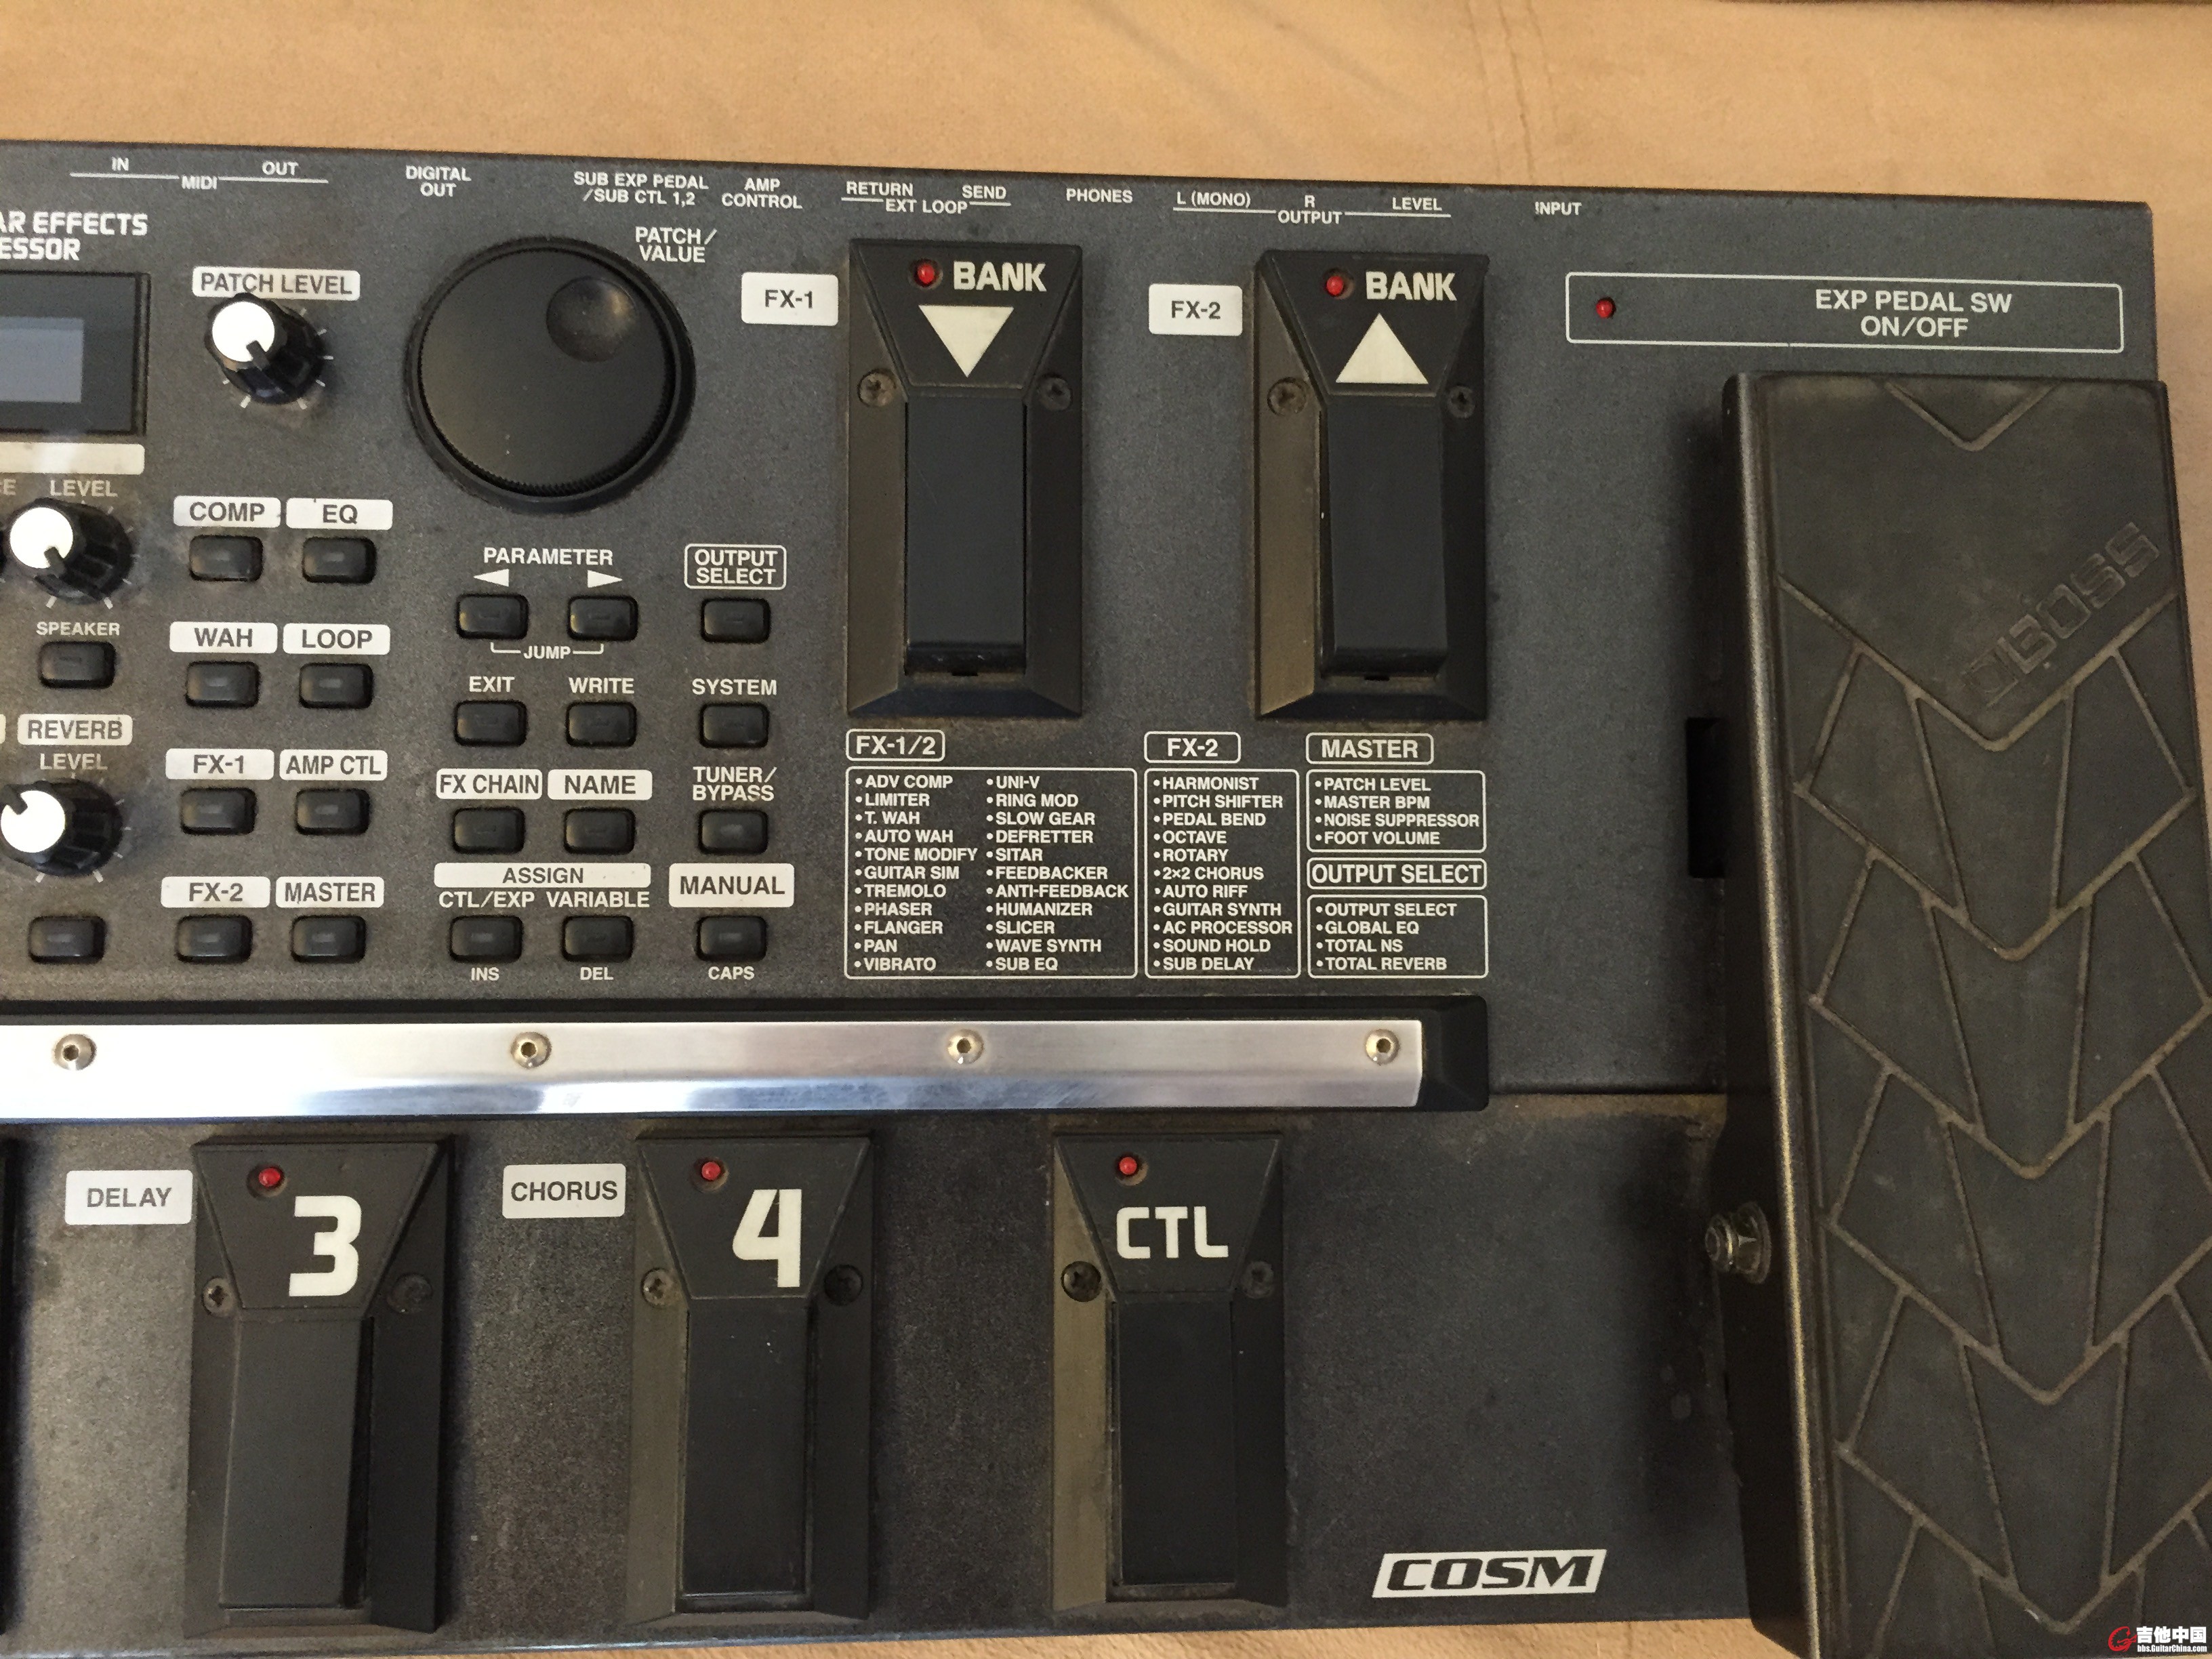 IN
OUT
MIDI
DIGITAL
OUT
SUB EXP PEDAL
/SUB CTL 1,2
AMP
CONTROL
RETURN
SEND
EXT LOOP
PHONES
L (MONO)
R
LEVEL
OUTPUT
INPUT
AR EFFECTS
ESSOR
PATCH LEVEL
PATCH/
VALUE
FX-1
BANK
FX-2
BANK
EXP PEDAL SW
ON/OFF
CE
LEVEL
COMP
EQ
PARAMETER
OUTPUT
SELECT
SPEAKER
WAH
LOOP
JUMP
EXIT
WRITE
SYSTEM
REVERB
LEVEL
FX-1
AMP CTL
FX CHAIN
NAME
TUNER/
BYPASS
FX-2
MASTER
ASSIGN
CTL/EXP
VARIABLE
MANUAL
INS
DEL
CAPS
FX-1/2
•ADV COMP
•LIMITER
•T. WAH
•AUTO WAH
•TONE MODIFY
•GUITAR SIM
•TREMOLO
•PHASER
•FLANGER
•PAN
•VIBRATO
•UNI-V
•RING MOD
•SLOW GEAR
•DEFRETTER
•SITAR
•FEEDBACKER
•ANTI-FEEDBACK
•HUMANIZER
•SLICER
•WAVE SYNTH
•SUB EQ
FX-2
•HARMONIST
•PITCH SHIFTER
•PEDAL BEND
•OCTAVE
•ROTARY
•2×2 CHORUS
•AUTO RIFF
•GUITAR SYNTH
•AC PROCESSOR
•SOUND HOLD
•SUB DELAY
MASTER
•PATCH LEVEL
•MASTER BPM
•NOISE SUPPRESSOR
•FOOT VOLUME
OUTPUT SELECT
•OUTPUT SELECT
•GLOBAL EQ
•TOTAL NS
•TOTAL REVERB
BOSS
DELAY
3
CHORUS
4
CTL
COSM
吉他中国
bbs.GuitarChina.com